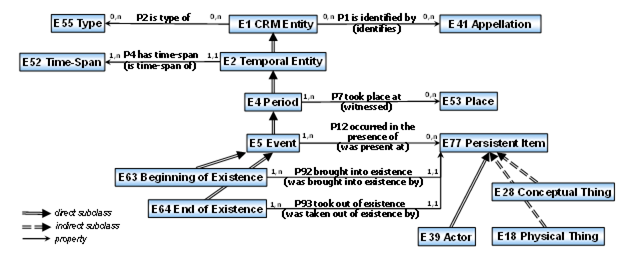 E55 Type
0,n
P2 is type of
0,n
E1 CRM Entity
0,n
P1 is identified by
0,n
(identifies)
E41 Appellation
E52 Time-Span
1,n
P4 has time-span
1,1
(is time-span of)
E2 Temporal Entity
E4 Period
1,n
P7 took place at
0,n
(witnessed)
E53 Place
E5 Event
1,n
P12 occurred in the
presence of
0,n
(was present at)
E77 Persistent Item
E63 Beginning of Existence
1,n
P92 brought into existence
1,1
(was brought into existence by)
E64 End of Existence
1,n
P93 took out of existence
1,1
(was taken out of existence by)
E28 Conceptual Thing
E39 Actor
E18 Physical Thing
direct subclass
indirect subclass
property